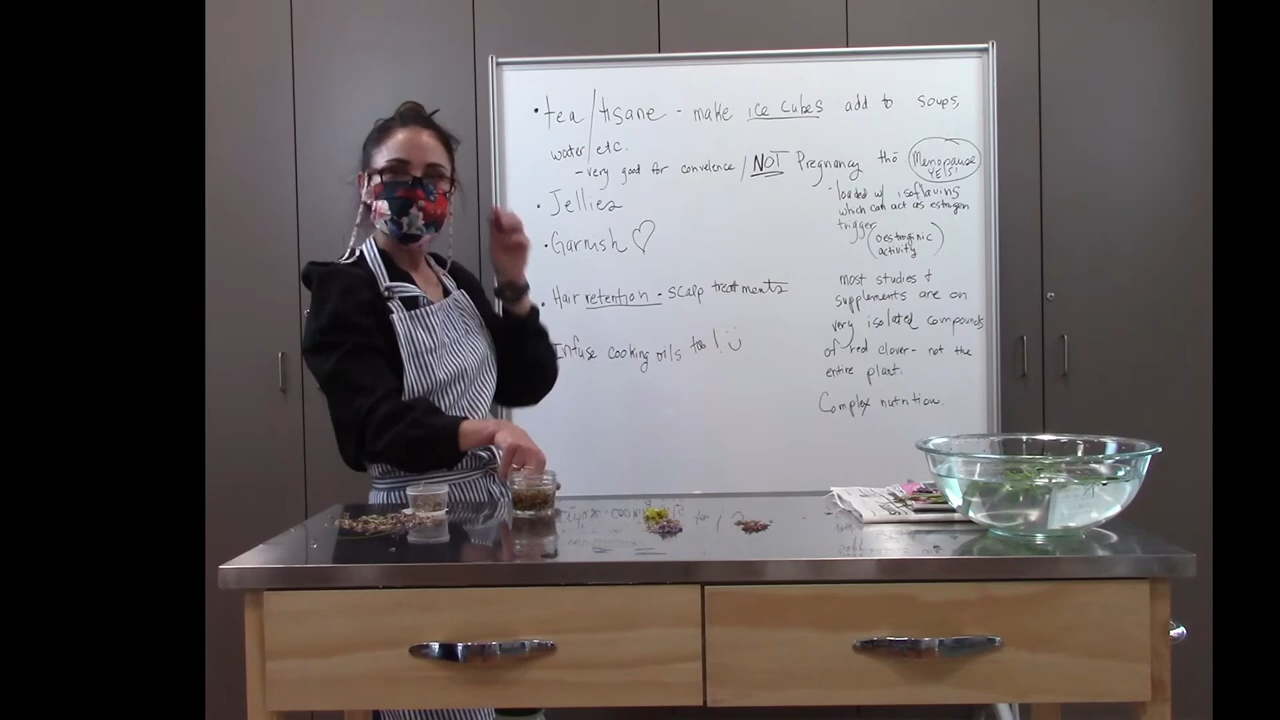 • tea/tisane - make ice cubes add to soups,
water/etc.
- very good for convelence / NOT Pregnancy thō Menopause YES!
- loaded w/ isoflavins
which can act as estrogen
trigger (oestrogenic
activity)
• Jellies
• Garnish ♡
• Hair retention - scalp treatments
Infuse cooking oils too! :)
most studies &
supplements are on
very isolated compounds
of red clover - not the
entire plant.
Complex nutrition.